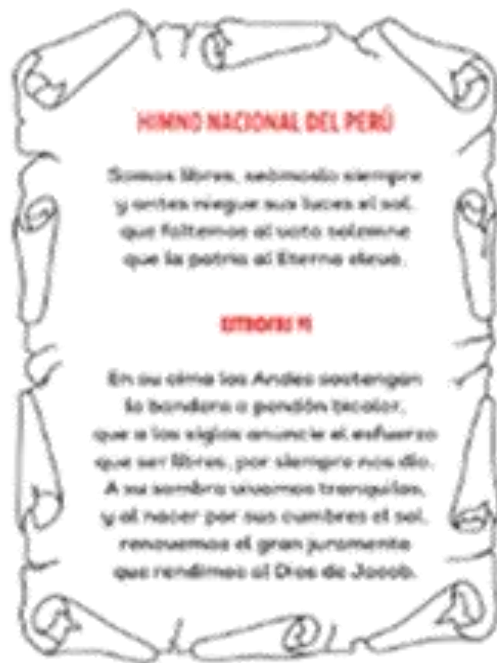 HIMNO NACIONAL DEL PERÚ
Somos libres, seámoslo siempre
y antes niegue sus luces el sol,
que faltemos al voto solemne
que la patria al Eterno elevó.
ESTROFAS VI
En su cima los Andes sostengan
la bandera o pendón bicolor,
que a los siglos anuncie el esfuerzo
que ser libres, por siempre nos dio.
A su sombra vivamos tranquilos,
y al nacer por sus cumbres el sol,
renovemos el gran juramento
que rendimos al Dios de Jacob.